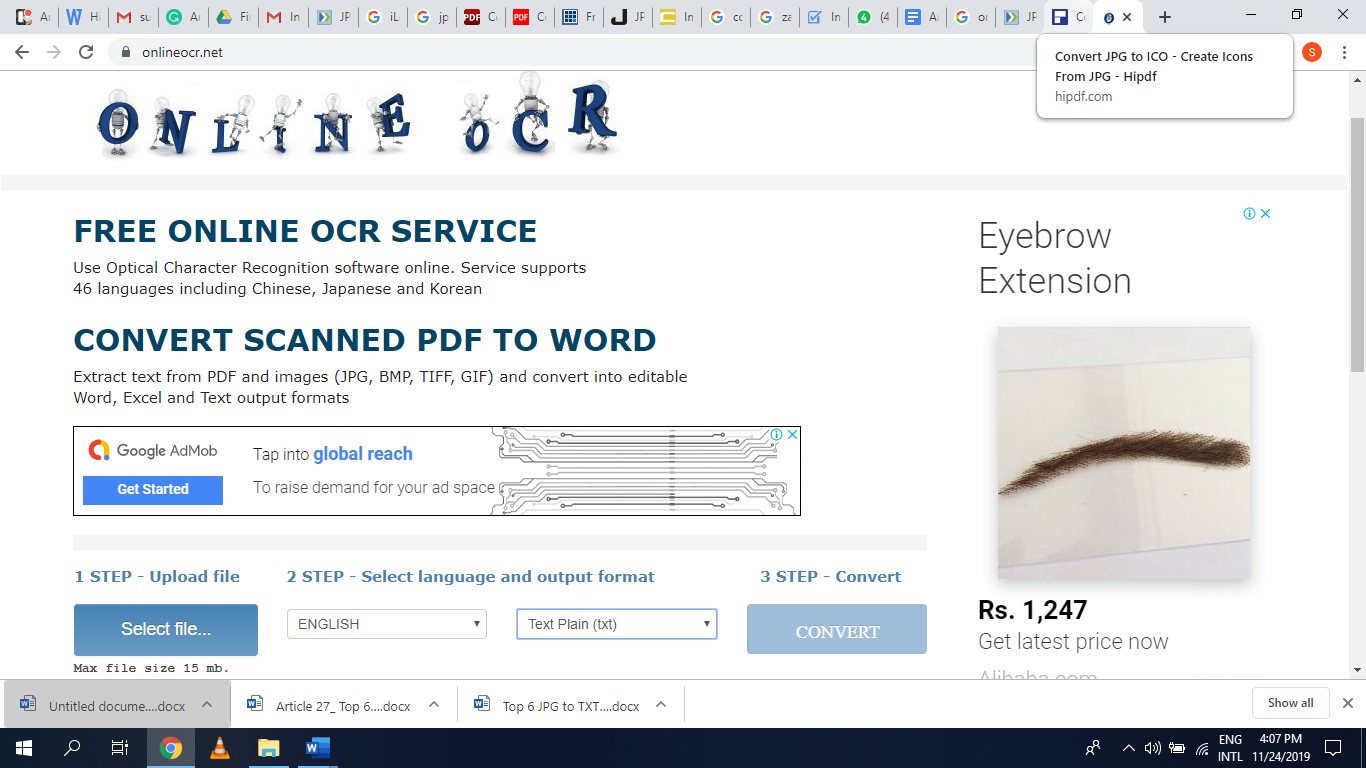 Ar
Hi
su
Ar
Fi
In
JP
iL
jp
Co
Co
Fr
JP
In
cc
za
In
(4
Ar
or
JP
Co
onlineocr.net
S
Convert JPG to ICO - Create Icons
From JPG - Hipdf
hipdf.com
ONLINE OCR
FREE ONLINE OCR SERVICE
Use Optical Character Recognition software online. Service supports
46 languages including Chinese, Japanese and Korean
CONVERT SCANNED PDF TO WORD
Extract text from PDF and images (JPG, BMP, TIFF, GIF) and convert into editable
Word, Excel and Text output formats
Google AdMob
Get Started
Tap into global reach
To raise demand for your ad space
Eyebrow
Extension
Rs. 1,247
Get latest price now
Alibaba.com
1 STEP - Upload file
2 STEP - Select language and output format
3 STEP - Convert
Select file...
ENGLISH
Text Plain (txt)
CONVERT
Max file size 15 mb.
Untitled docume....docx
Article 27_ Top 6....docx
Top 6 JPG to TXT....docx
Show all
ENG
INTL
4:07 PM
11/24/2019